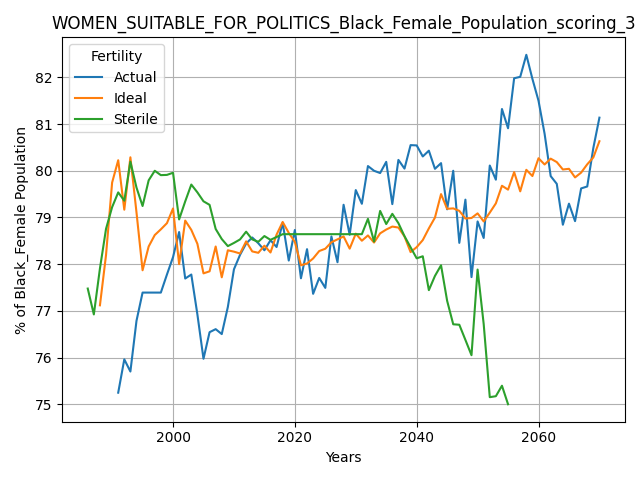 WOMEN_SUITABLE_FOR_POLITICS_Black_Female_Population_scoring_3
Fertility
Actual
Ideal
Sterile
% of Black_Female Population
82
81
80
79
78
77
76
75
2000
2020
2040
2060
Years